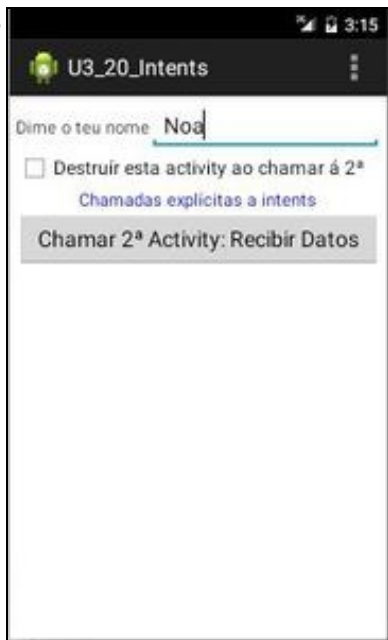 3:15
U3_20_Intents
Dime o teu nome Noa
Destruír esta activity ao chamar á 2ª
Chamadas explícitas a intents
Chamar 2ª Activity: Recibir Datos